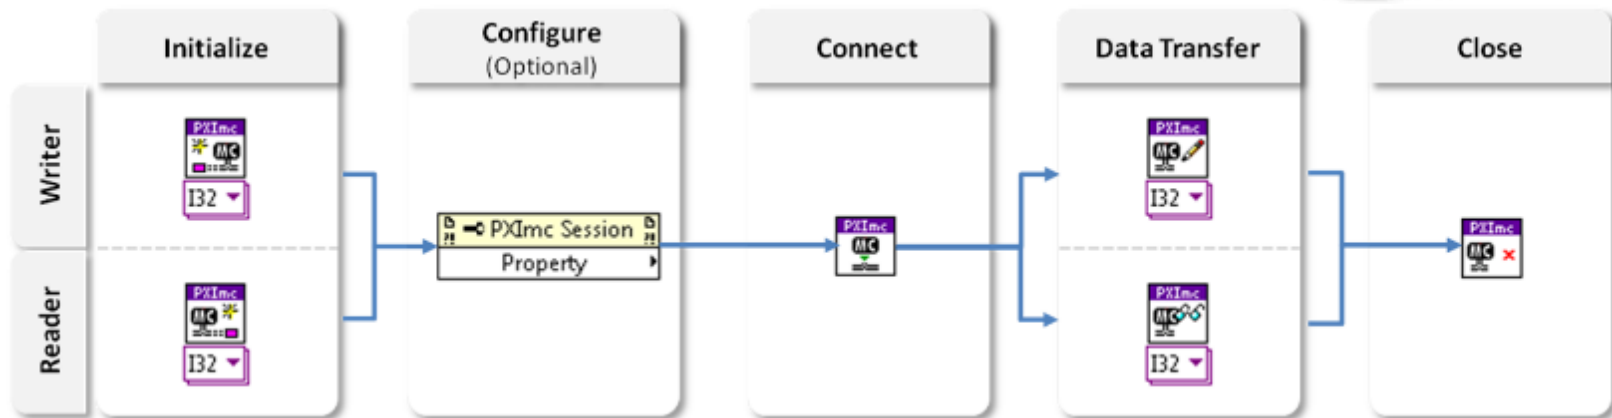 Initialize
Configure
(Optional)
Connect
Data Transfer
Close
Writer
PXImc
MC
I32
PXImc
MC
I32
PXImc Session
Property
PXImc
MC
PXImc
MC
I32
PXImc
MC
Reader
PXImc
MC
I32